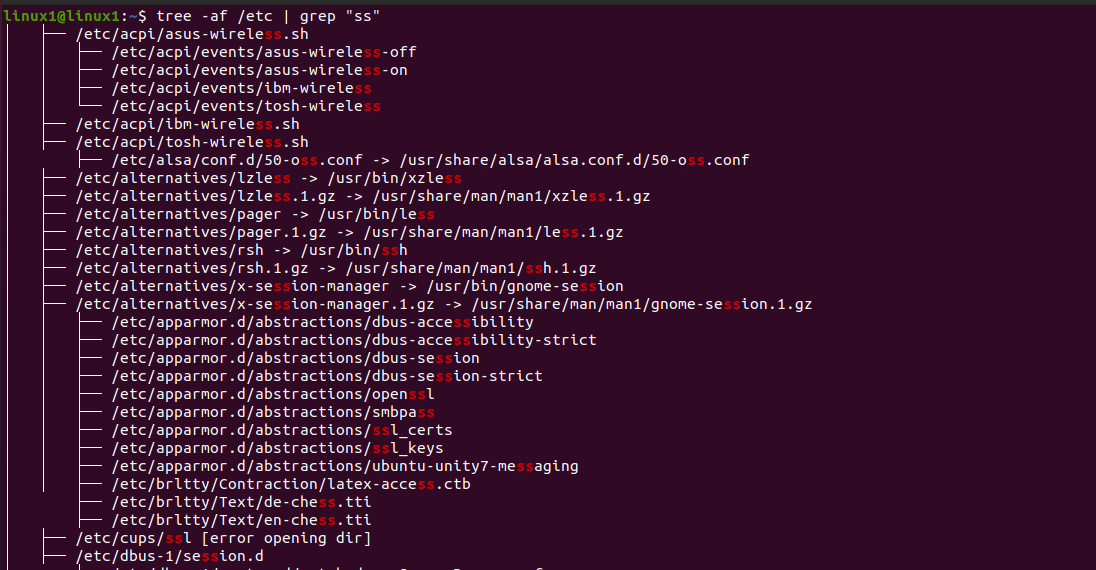 linux1@linux1:~$ tree -af /etc | grep "ss"
│   ├── /etc/acpi/asus-wireless.sh
│   │   ├── /etc/acpi/events/asus-wireless-off
│   │   ├── /etc/acpi/events/asus-wireless-on
│   │   ├── /etc/acpi/events/ibm-wireless
│   │   └── /etc/acpi/events/tosh-wireless
│   ├── /etc/acpi/ibm-wireless.sh
│   ├── /etc/acpi/tosh-wireless.sh
│       ├── /etc/alsa/conf.d/50-oss.conf -> /usr/share/alsa/alsa.conf.d/50-oss.conf
│   ├── /etc/alternatives/lzless -> /usr/bin/xzless
│   ├── /etc/alternatives/lzless.1.gz -> /usr/share/man/man1/xzless.1.gz
│   ├── /etc/alternatives/pager -> /usr/bin/less
│   ├── /etc/alternatives/pager.1.gz -> /usr/share/man/man1/less.1.gz
│   ├── /etc/alternatives/rsh -> /usr/bin/ssh
│   ├── /etc/alternatives/rsh.1.gz -> /usr/share/man/man1/ssh.1.gz
│   ├── /etc/alternatives/x-session-manager -> /usr/bin/gnome-session
│   ├── /etc/alternatives/x-session-manager.1.gz -> /usr/share/man/man1/gnome-session.1.gz
│   │   ├── /etc/apparmor.d/abstractions/dbus-accessibility
│   │   ├── /etc/apparmor.d/abstractions/dbus-accessibility-strict
│   │   ├── /etc/apparmor.d/abstractions/dbus-session
│   │   ├── /etc/apparmor.d/abstractions/dbus-session-strict
│   │   ├── /etc/apparmor.d/abstractions/openssl
│   │   ├── /etc/apparmor.d/abstractions/smbpass
│   │   ├── /etc/apparmor.d/abstractions/ssl_certs
│   │   ├── /etc/apparmor.d/abstractions/ssl_keys
│   │   ├── /etc/apparmor.d/abstractions/ubuntu-unity7-messaging
│   │   ├── /etc/brltty/Contraction/latex-access.ctb
│       ├── /etc/brltty/Text/de-chess.tti
│       ├── /etc/brltty/Text/en-chess.tti
│   ├── /etc/cups/ssl [error opening dir]
│   ├── /etc/dbus-1/session.d